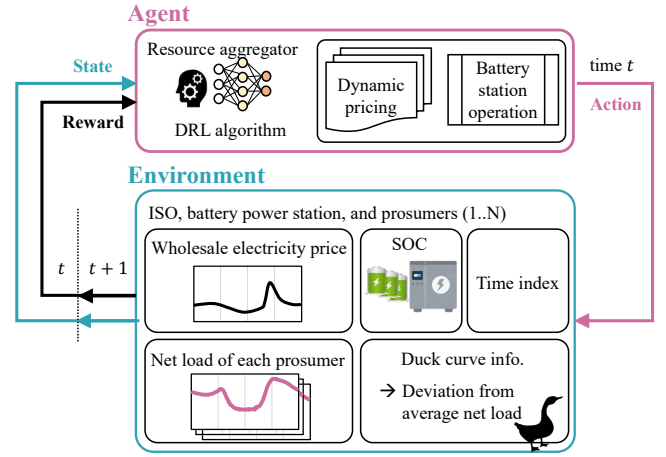 Agent
State
Reward
Resource aggregator
DRL algorithm
Dynamic
pricing
Battery
station
operation
time t
Action
Environment
ISO, battery power station, and prosumers (1..N)
Wholesale electricity price
SOC
Time index
t
t + 1
Net load of each prosumer
Duck curve info.
→ Deviation from
average net load